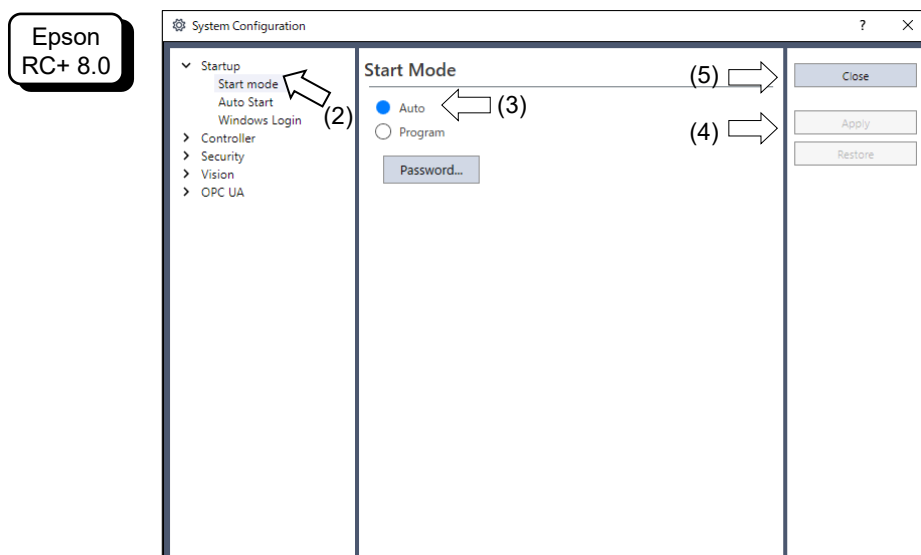 Epson
RC+ 8.0
System Configuration
?
Startup
Start mode
Auto Start
Windows Login
Controller
Security
Vision
OPC UA
(2)
Start Mode
Auto
(3)
Program
Password...
(5)
Close
(4)
Apply
Restore